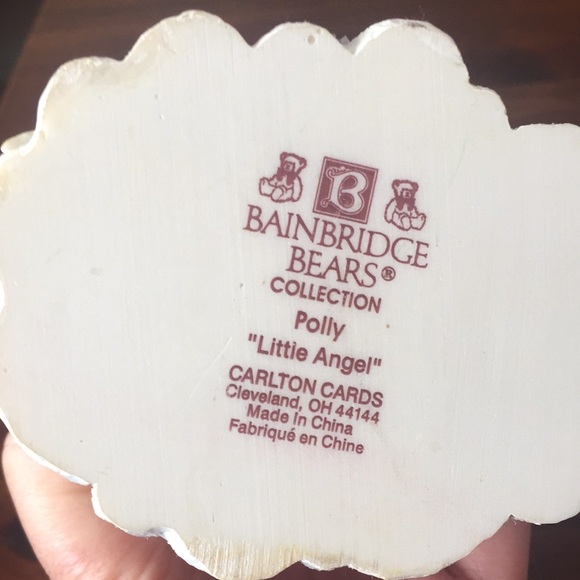 B
BAINBRIDGE
BEARS®
COLLECTION
Polly
"Little Angel"
CARLTON CARDS
Cleveland, OH 44144
Made in China
Fabriqué en Chine